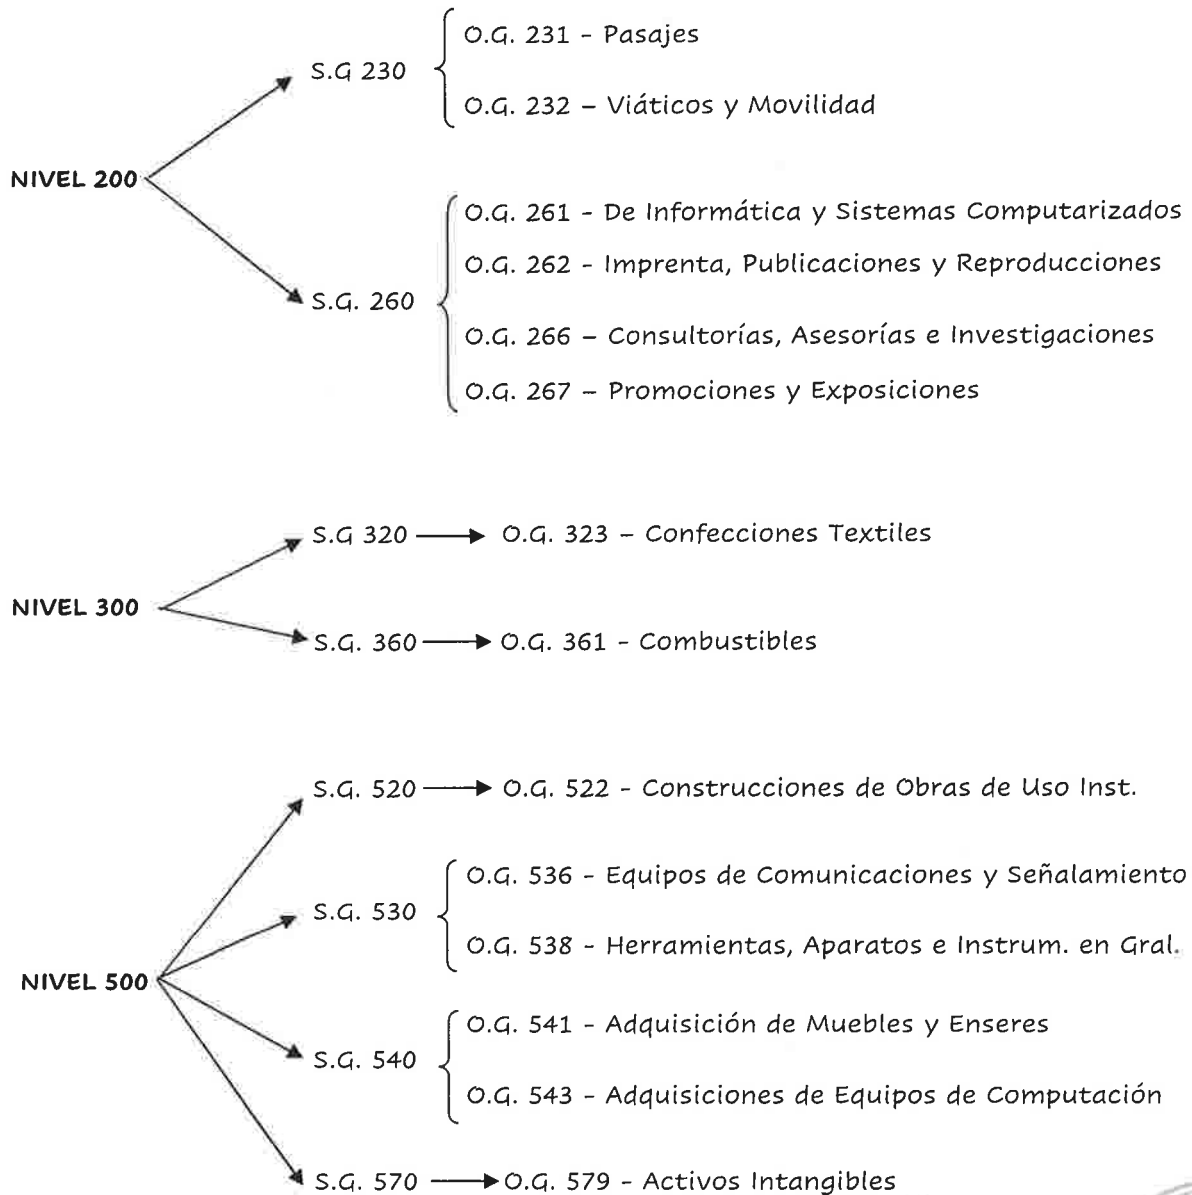 O.G. 231 - Pasajes
S.G 230
O.G. 232 – Viáticos y Movilidad
NIVEL 200
O.G. 261 - De Informática y Sistemas Computarizados
O.G. 262 - Imprenta, Publicaciones y Reproducciones
S.G. 260
O.G. 266 – Consultorías, Asesorías e Investigaciones
O.G. 267 – Promociones y Exposiciones
S.G 320 O.G. 323 – Confecciones Textiles
NIVEL 300
S.G. 360 O.G. 361 - Combustibles
S.G. 520 O.G. 522 - Construcciones de Obras de Uso Inst.
O.G. 536 - Equipos de Comunicaciones y Señalamiento
S.G. 530
O.G. 538 - Herramientas, Aparatos e Instrum. en Gral.
NIVEL 500
O.G. 541 - Adquisición de Muebles y Enseres
S.G. 540
O.G. 543 - Adquisiciones de Equipos de Computación
S.G. 570 O.G. 579 - Activos Intangibles